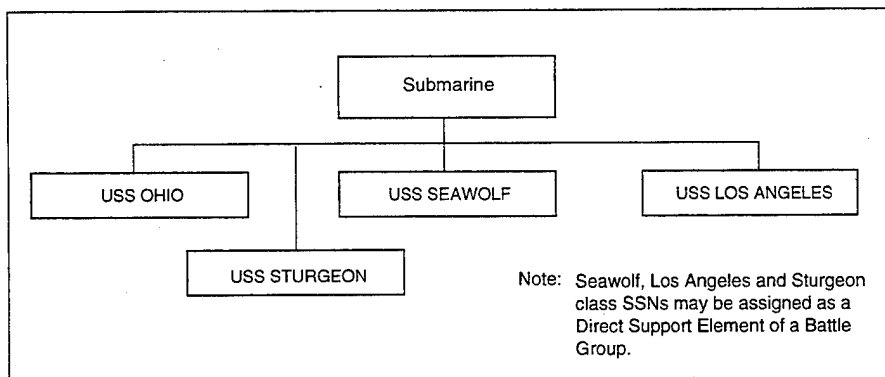 Submarine
USS OHIO
USS SEAWOLF
USS LOS ANGELES
USS STURGEON
Note: Seawolf, Los Angeles and Sturgeon
class SSNs may be assigned as a
Direct Support Element of a Battle
Group.